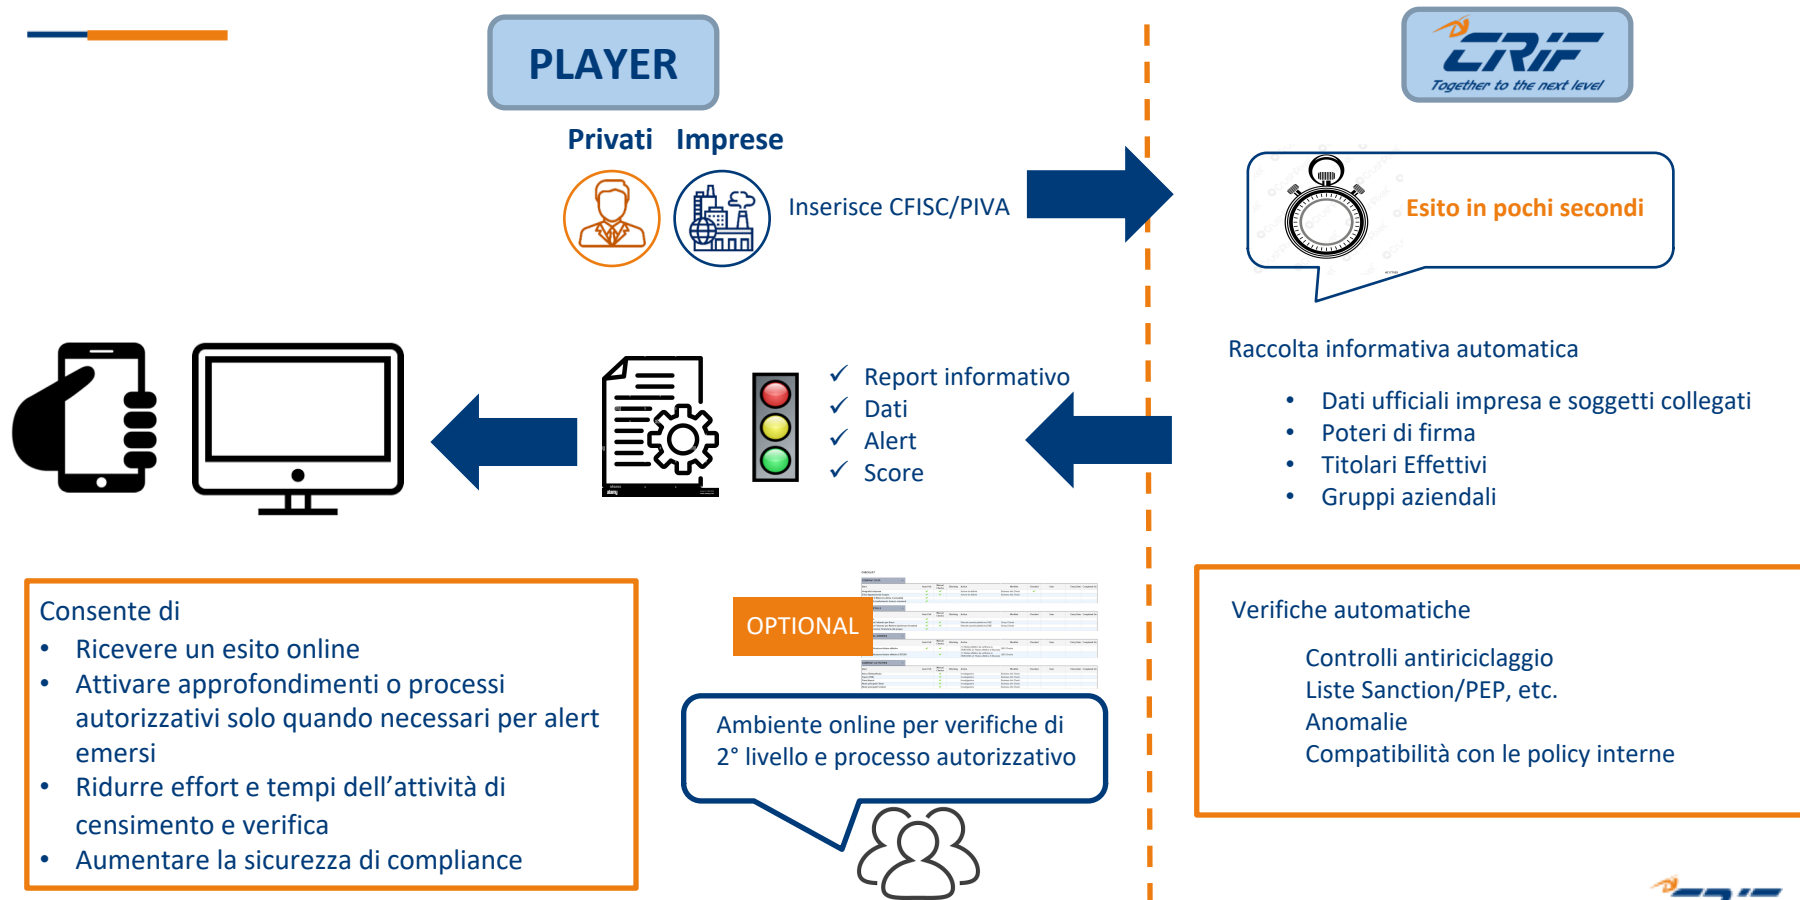 PLAYER
CRIF
Together to the next level
Privati Imprese
Inserisce CFISC/PIVA
Esito in pochi secondi
Raccolta informativa automatica
• Dati ufficiali impresa e soggetti collegati
• Poteri di firma
• Titolari Effettivi
• Gruppi aziendali
✓ Report informativo
✓ Dati
✓ Alert
✓ Score
Consente di
• Ricevere un esito online
• Attivare approfondimenti o processi
autorizzativi solo quando necessari per alert
emersi
• Ridurre effort e tempi dell'attività di
censimento e verifica
• Aumentare la sicurezza di compliance
OPTIONAL
Ambiente online per verifiche di
2° livello e processo autorizzativo
Verifiche automatiche
Controlli antiriciclaggio
Liste Sanction/PEP, etc.
Anomalie
Compatibilità con le policy interne